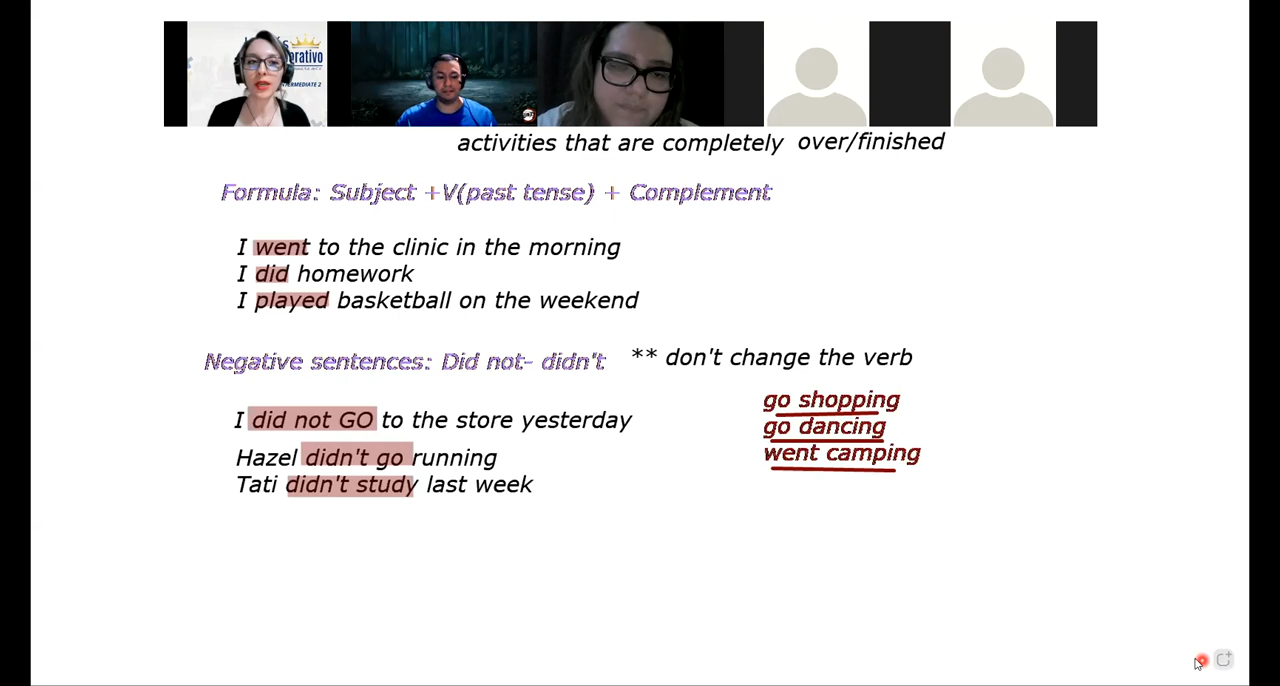 INTERMEDIATE 2
activities that are completely over/finished
Formula: Subject +V(past tense) + Complement
I went to the clinic in the morning
I did homework
I played basketball on the weekend
Negative sentences: Did not- didn't ** don't change the verb
go shopping
I did not GO to the store yesterday
go dancing
went camping
Hazel didn't go running
Tati didn't study last week